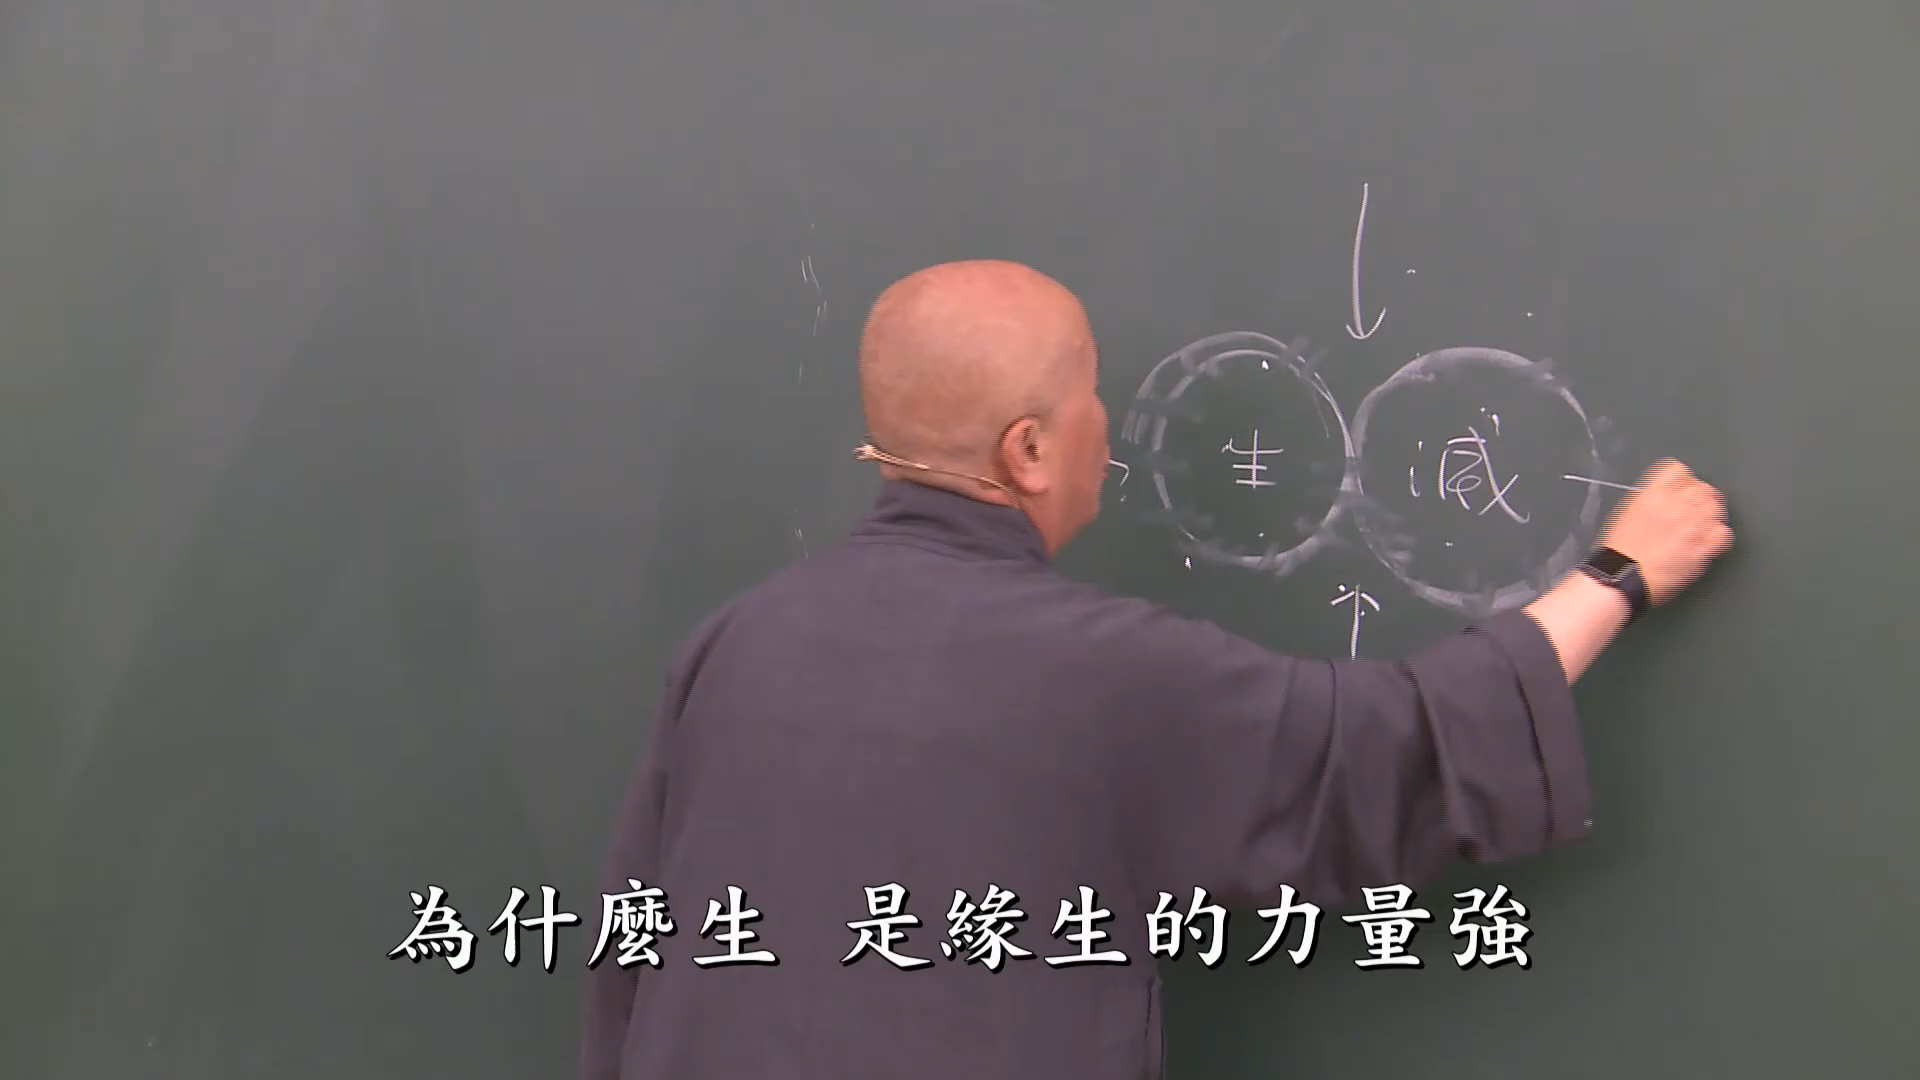 生 滅
為什麼生 是緣生的力量強